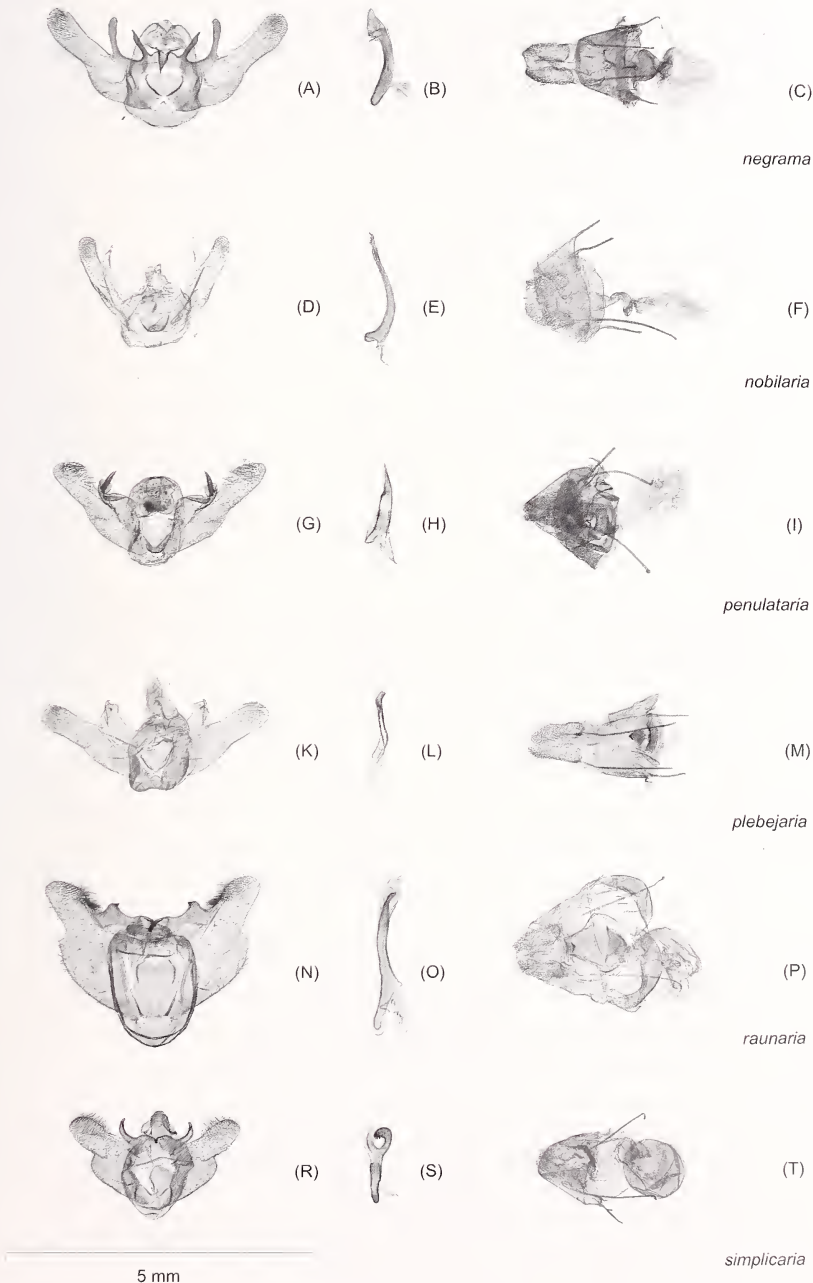 (A) (B) (C)
negrama
(D) (E) (F)
nobilaria
(G) (H) (I)
penulataria
(K) (L) (M)
plebejaria
(N) (O) (P)
raunaria
(R) (S) (T)
simplicaria
5 mm